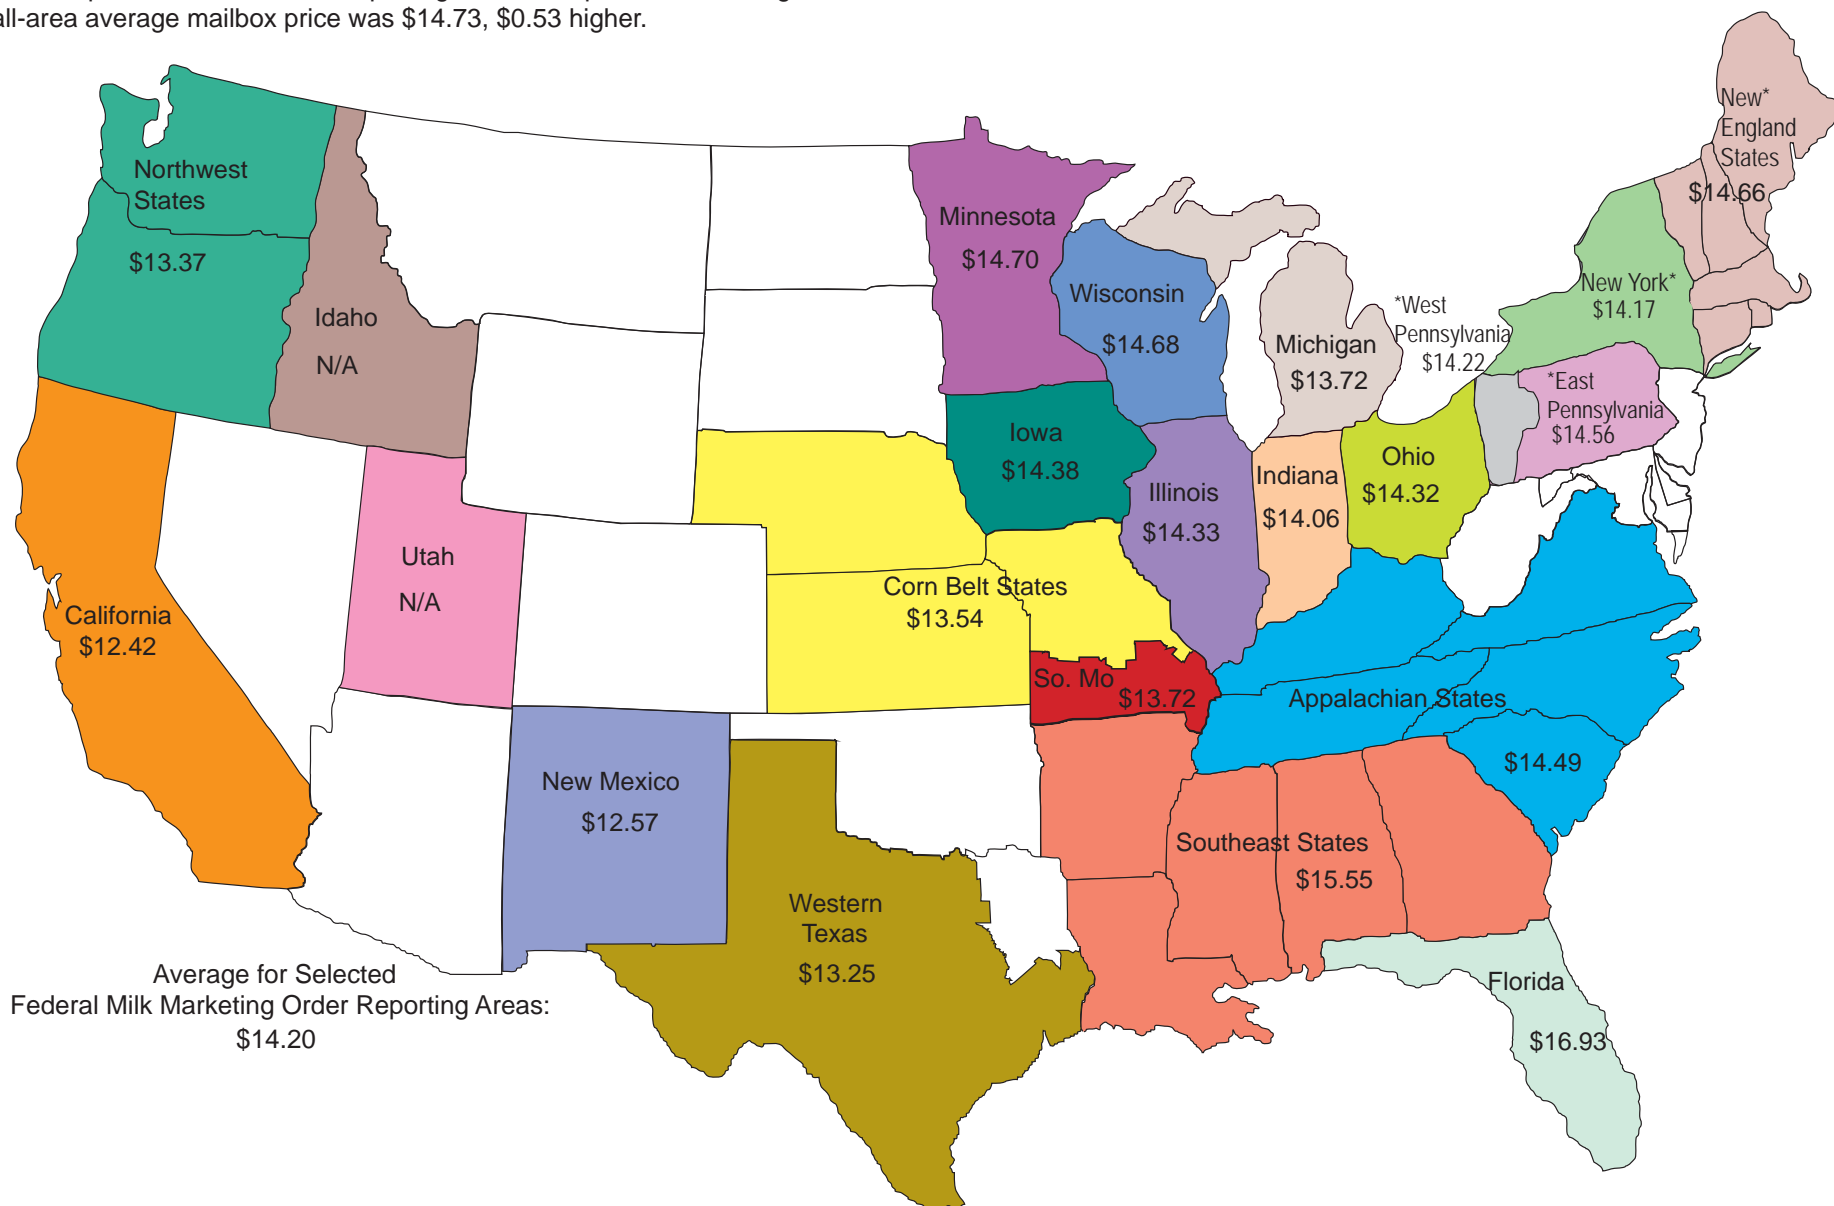 all-area average mailbox price was $14.73, $0.53 higher.
Northwest
States
$13.37
Idaho
N/A
Minnesota
$14.70
Wisconsin
$14.68
Michigan
$13.72
*West
Pennsylvania
$14.22
New York*
$14.17
New*
England
States
$14.66
*East
Pennsylvania
$14.56
Iowa
$14.38
Illinois
$14.33
Indiana
$14.06
Ohio
$14.32
Utah
N/A
California
$12.42
Corn Belt States
$13.54
So. Mo
$13.72
Appalachian States
$14.49
New Mexico
$12.57
Southeast States
$15.55
Western
Texas
$13.25
Florida
$16.93
Average for Selected
Federal Milk Marketing Order Reporting Areas:
$14.20